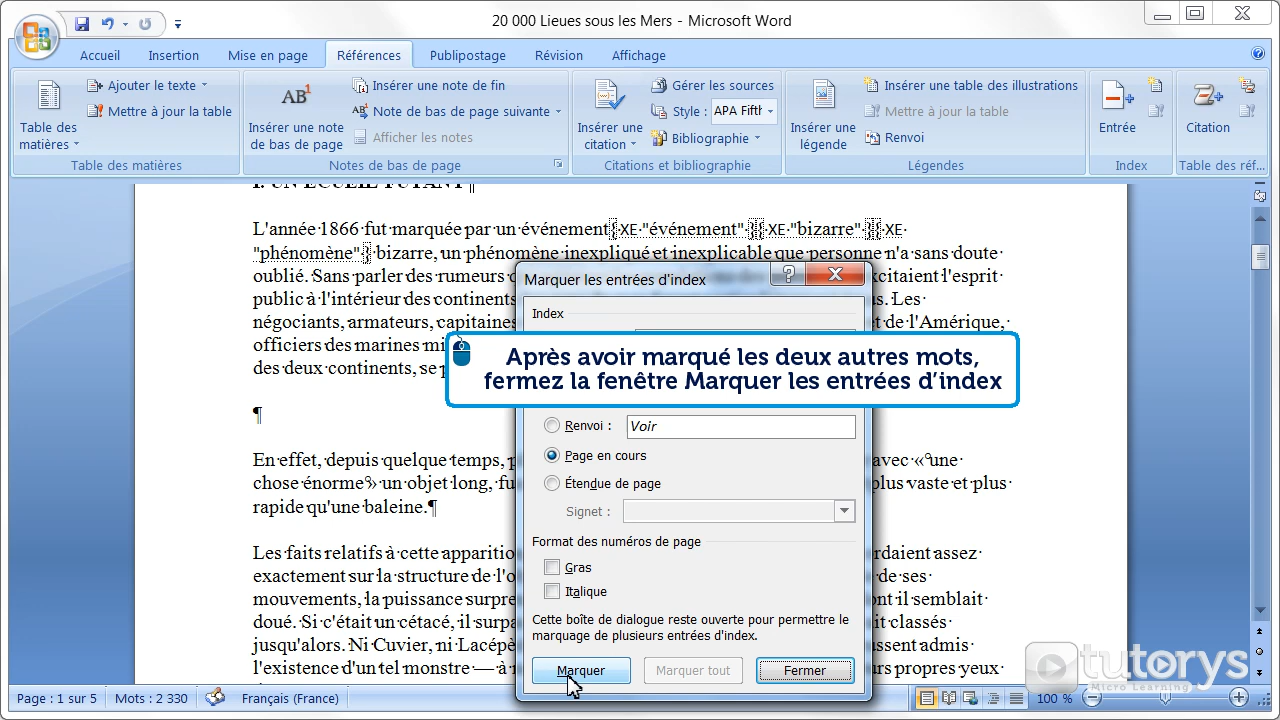 20 000 Lieues sous les Mers - Microsoft Word
Accueil
Insertion
Mise en page
Références
Publipostage
Révision
Affichage
Table des matières
Ajouter le texte
Mettre à jour la table
Table des matières
AB¹
Insérer une note de bas de page
Insérer une note de fin
Note de bas de page suivante
Afficher les notes
Notes de bas de page
Insérer une citation
Gérer les sources
Style : APA Fifth
Bibliographie
Citations et bibliographie
Insérer une légende
Insérer une table des illustrations
Mettre à jour la table
Renvoi
Légendes
Entrée
Index
Citation
Table des réf...
I. UN ÉCUEIL FUYANT ¶
L'année·1866·fut·marquée·par·un·événement{·XE·"événement"·}{·XE·"bizarre"·}{·XE·
"phénomène"·}·bizarre,·un·phénomène·inexpliqué·et·inexplicable·que·personne·n'a·sans·doute·
oublié.·Sans·parler·des·rumeurs· xcitaient·l'esprit·
public·à·l'intérieur·des·continents s.·Les·
négociants,·armateurs,·capitaines et·de·l'Amérique,·
officiers·des·marines·mi
des·deux·continents,·se
¶
En·effet,·depuis·quelque·temps,· avec·«°une·
chose·énorme°»·un·objet·long,·fu plus·vaste·et·plus·
rapide·qu'une·baleine.¶
Les·faits·relatifs·à·cette·apparitio rdaient·assez·
exactement·sur·la·structure·de·l'o de·ses·
mouvements,·la·puissance·surpre ont·il·semblait·
doué.·Si·c'était·un·cétacé,·il·surpa it·classés·
jusqu'alors.·Ni·Cuvier,·ni·Lacépè ussent·admis·
l'existence·d'un·tel·monstre·—·à· urs·propres·yeux·
Marquer les entrées d'index
Index
Après avoir marqué les deux autres mots,
fermez la fenêtre Marquer les entrées d’index
Renvoi : Voir
Page en cours
Étendue de page
Signet :
Format des numéros de page
Gras
Italique
Cette boîte de dialogue reste ouverte pour permettre le
marquage de plusieurs entrées d'index.
Marquer
Marquer tout
Fermer
tutorys
Micro Learning
Page : 1 sur 5
Mots : 2 330
Français (France)
100 %